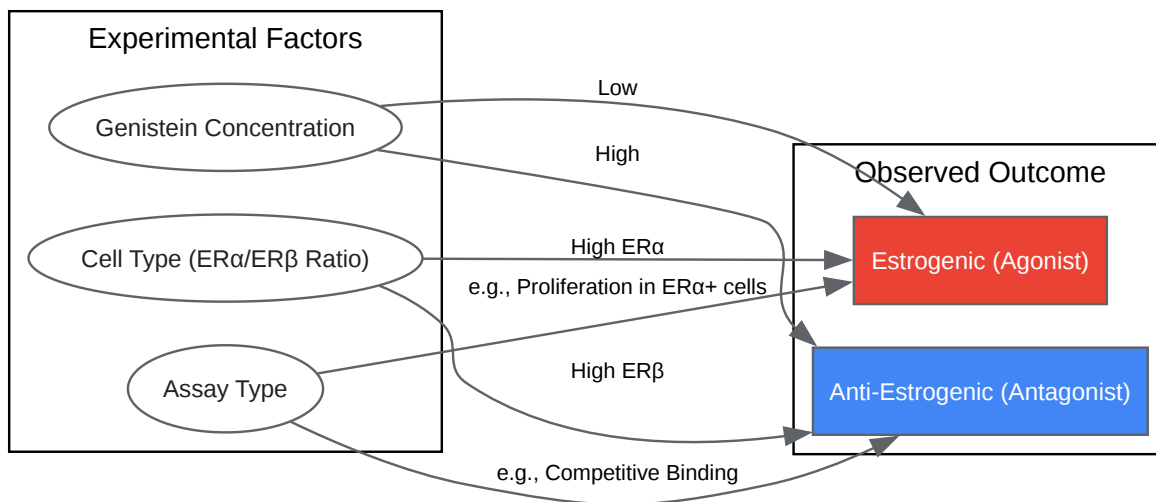 Experimental Factors
Genistein Concentration
Cell Type (ERα/ERβ Ratio)
Assay Type
Low
High
High ERα
e.g., Proliferation in ERα+ cells
High ERβ
e.g., Competitive Binding
Observed Outcome
Estrogenic (Agonist)
Anti-Estrogenic (Antagonist)